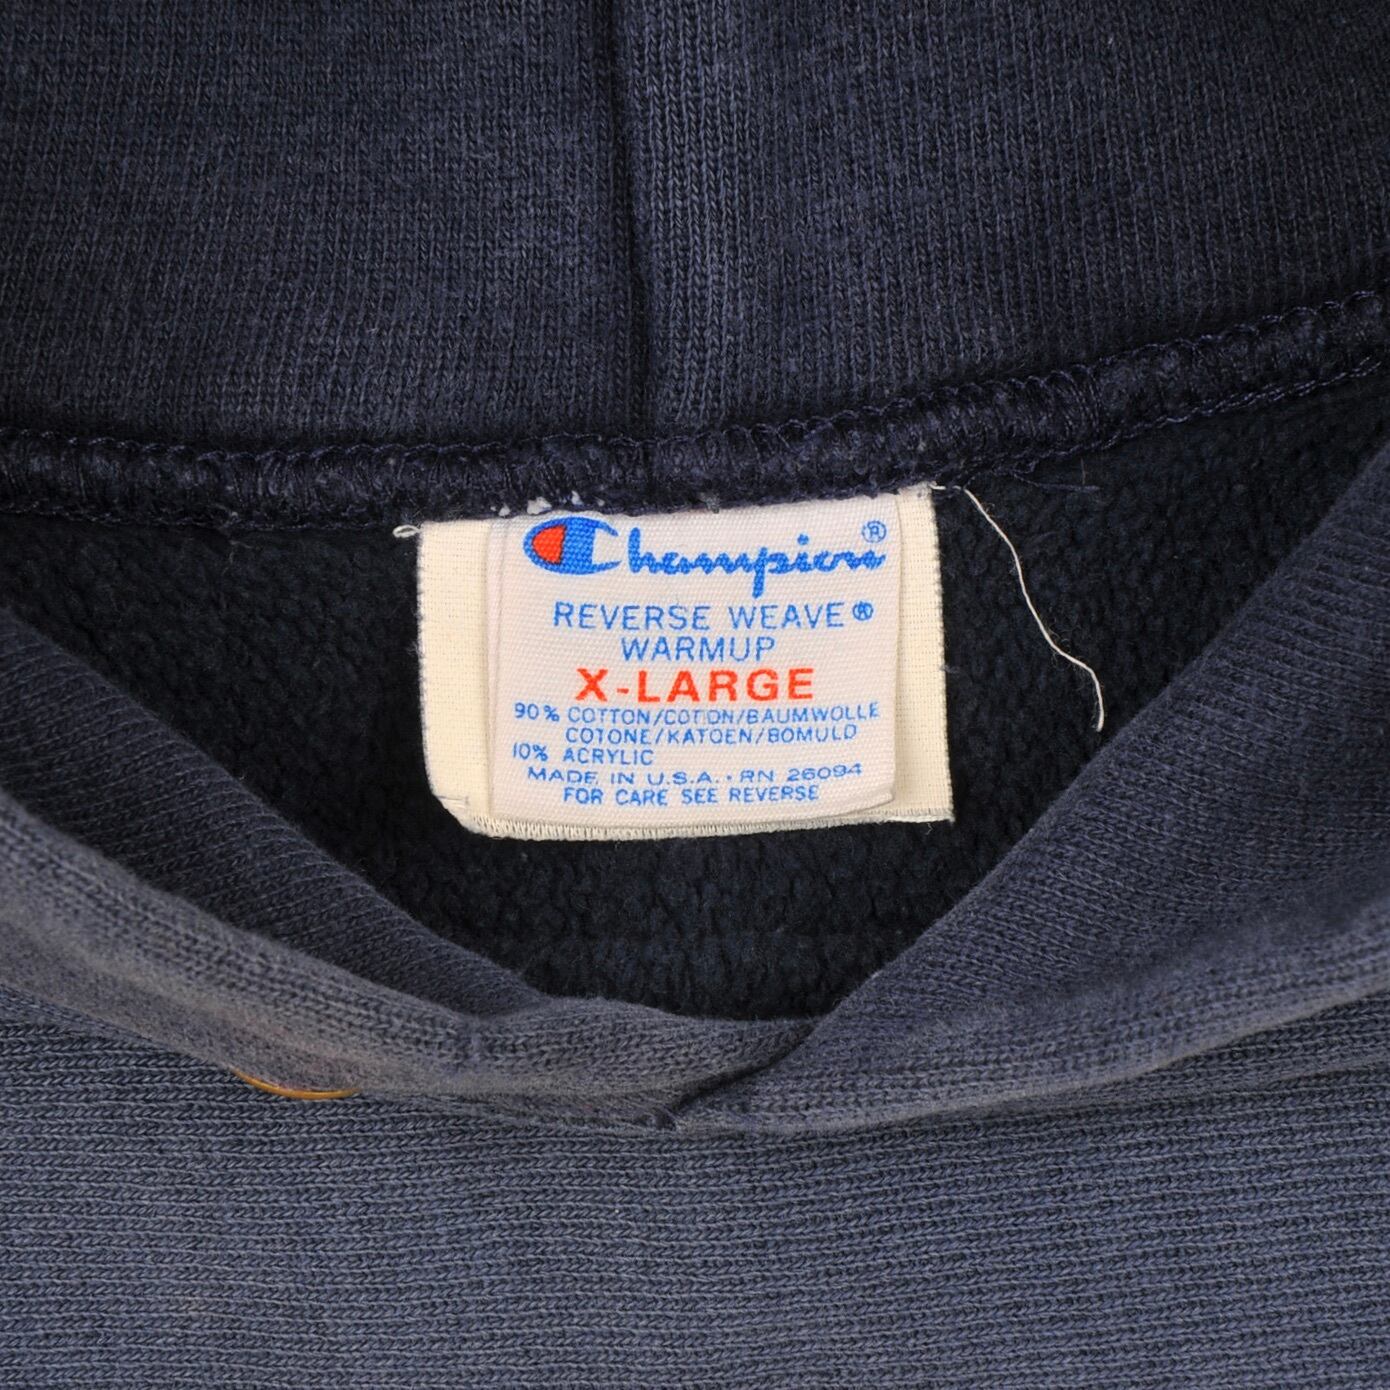 Champion®
REVERSE WEAVE®
WARMUP
X-LARGE
90% COTTON/COTON/BAUMWOLLE
COTONE/KATOEN/BOMULD
10% ACRYLIC
MADE IN U.S.A. • RN 26094
FOR CARE SEE REVERSE